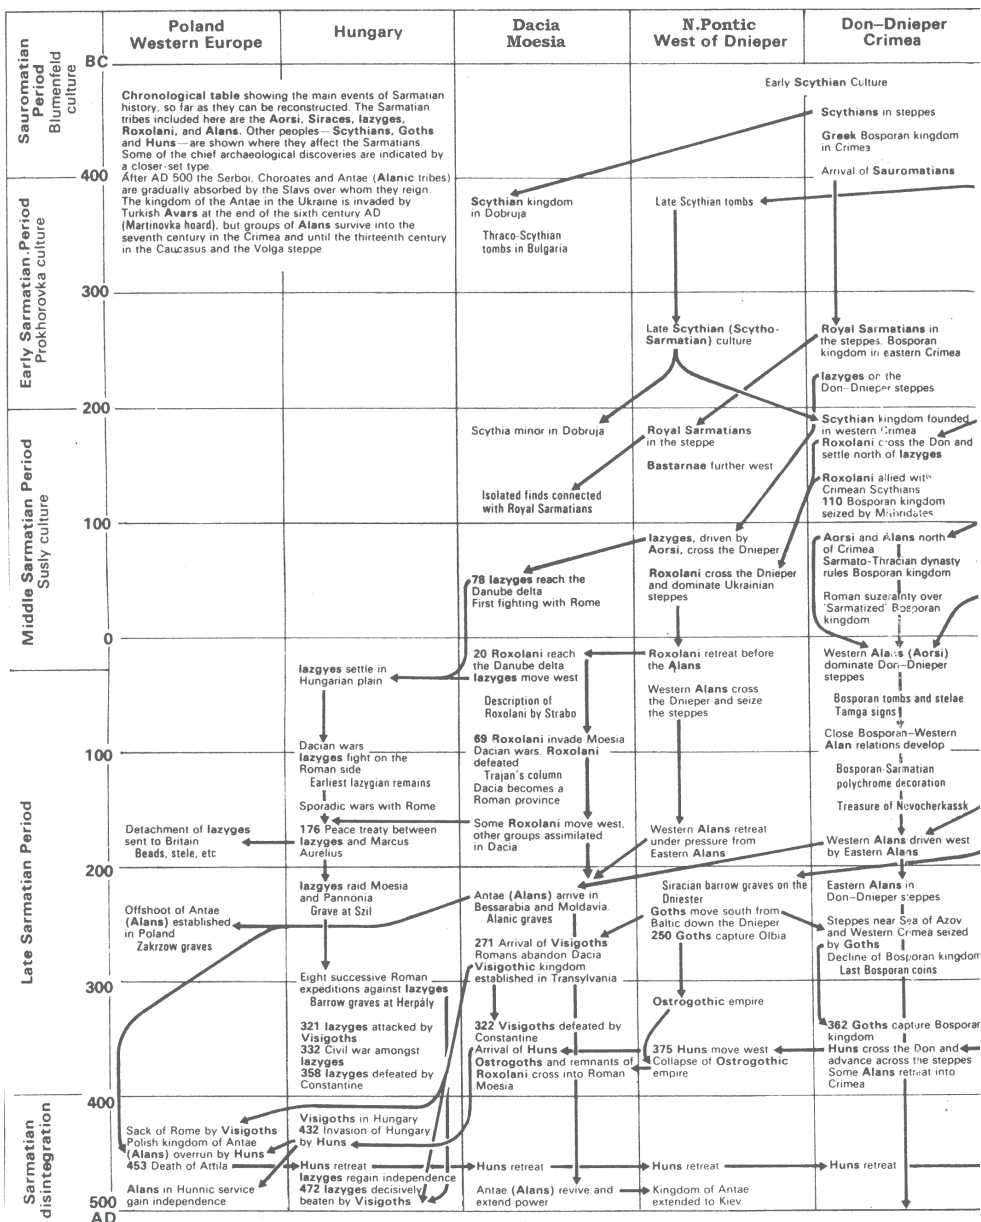 Poland
Western Europe
Hungary
Dacia
Moesia
N.Pontic
West of Dnieper
Don–Dnieper
Crimea
Sauromatian
Period
Blumenfeld
culture
Early Sarmatian Period
Prokhorovka culture
Middle Sarmatian Period
Susly culture
Late Sarmatian Period
Sarmatian
disintegration
BC
400
300
200
100
0
100
200
300
400
500
AD
Chronological table showing the main events of Sarmatian
history, so far as they can be reconstructed. The Sarmatian
tribes included here are the Aorsi, Siraces, Iazyges,
Roxolani, and Alans. Other peoples—Scythians, Goths
and Huns—are shown where they affect the Sarmatians.
Some of the chief archaeological discoveries are indicated by
a closer-set type.
After AD 500 the Serboi, Choroates and Antae (Alanic tribes)
are gradually absorbed by the Slavs over whom they reign.
The kingdom of the Antae in the Ukraine is invaded by
Turkish Avars at the end of the sixth century AD
(Martinovka hoard), but groups of Alans survive into the
seventh century in the Crimea and until the thirteenth century
in the Caucasus and the Volga steppe
Detachment of Iazyges
sent to Britain
Beads, stele, etc
Offshoot of Antae
(Alans) established
in Poland
Zakrzow graves
Sack of Rome by Visigoths
Polish kingdom of Antae
(Alans) overrun by Huns
453 Death of Attila
Alans in Hunnic service
gain independence
Iazgyes settle in
Hungarian plain
Dacian wars
Iazyges fight on the
Roman side
Earliest Iazygian remains
Sporadic wars with Rome
176 Peace treaty between
Iazyges and Marcus
Aurelius
Iazgyes raid Moesia
and Pannonia
Grave at Szil
Eight successive Roman
expeditions against Iazyges
Barrow graves at Herpály
321 Iazyges attacked by
Visigoths
332 Civil war amongst
Iazyges
358 Iazyges defeated by
Constantine
Visigoths in Hungary
432 Invasion of Hungary
by Huns
Huns retreat
Iazyges regain independence
472 Iazyges decisively
beaten by Visigoths
Scythian kingdom
in Dobruja
Thraco-Scythian
tombs in Bulgaria
Scythia minor in Dobruja
Isolated finds connected
with Royal Sarmatians
78 Iazyges reach the
Danube delta
First fighting with Rome
20 Roxolani reach
the Danube delta
Iazyges move west
Description of
Roxolani by Strabo
69 Roxolani invade Moesia
Dacian wars. Roxolani
defeated
Trajan's column
Dacia becomes a
Roman province
Some Roxolani move west,
other groups assimilated
in Dacia
Antae (Alans) arrive in
Bessarabia and Moldavia.
Alanic graves
271 Arrival of Visigoths
Romans abandon Dacia
Visigothic kingdom
established in Transylvania
322 Visigoths defeated by
Constantine
Arrival of Huns
Ostrogoths and remnants of
Roxolani cross into Roman
Moesia
Huns retreat
Antae (Alans) revive and
extend power
Early Scythian Culture
Late Scythian tombs
Late Scythian (Scytho-
Sarmatian) culture
Royal Sarmatians
in the steppe
Bastarnae further west
Iazyges, driven by
Aorsi, cross the Dnieper
Roxolani cross the Dnieper
and dominate Ukrainian
steppes
Roxolani retreat before
the Alans
Western Alans cross
the Dnieper and seize
the steppes
Western Alans retreat
under pressure from
Eastern Alans
Siracian barrow graves on the
Dniester
Goths move south from
Baltic down the Dnieper
250 Goths capture Olbia
Ostrogothic empire
375 Huns move west
Collapse of Ostrogothic
empire
Huns retreat
Kingdom of Antae
extended to Kiev
Scythians in steppes
Greek Bosporan kingdom
in Crimea
Arrival of Sauromatians
Royal Sarmatians in
the steppes. Bosporan
kingdom in eastern Crimea
Iazyges on the
Don–Dnieper steppes
Scythian kingdom founded
in western Crimea
Roxolani cross the Don and
settle north of Iazyges
Roxolani allied with
Crimean Scythians
110 Bosporan kingdom
seized by Mithridates
Aorsi and Alans north
of Crimea
Sarmato-Thracian dynasty
rules Bosporan kingdom
Roman suzerainty over
'Sarmatized' Bosporan
kingdom
Western Alans (Aorsi)
dominate Don–Dnieper
steppes
Bosporan tombs and stelae
Tamga signs
Close Bosporan–Western
Alan relations develop
Bosporan-Sarmatian
polychrome decoration
Treasure of Novocherkassk
Western Alans driven west
by Eastern Alans
Eastern Alans in
Don–Dnieper steppes
Steppes near Sea of Azov
and Western Crimea seized
by Goths
Decline of Bosporan kingdom
Last Bosporan coins
362 Goths capture Bosporan
kingdom
Huns cross the Don and
advance across the steppes
Some Alans retreat into
Crimea
Huns retreat